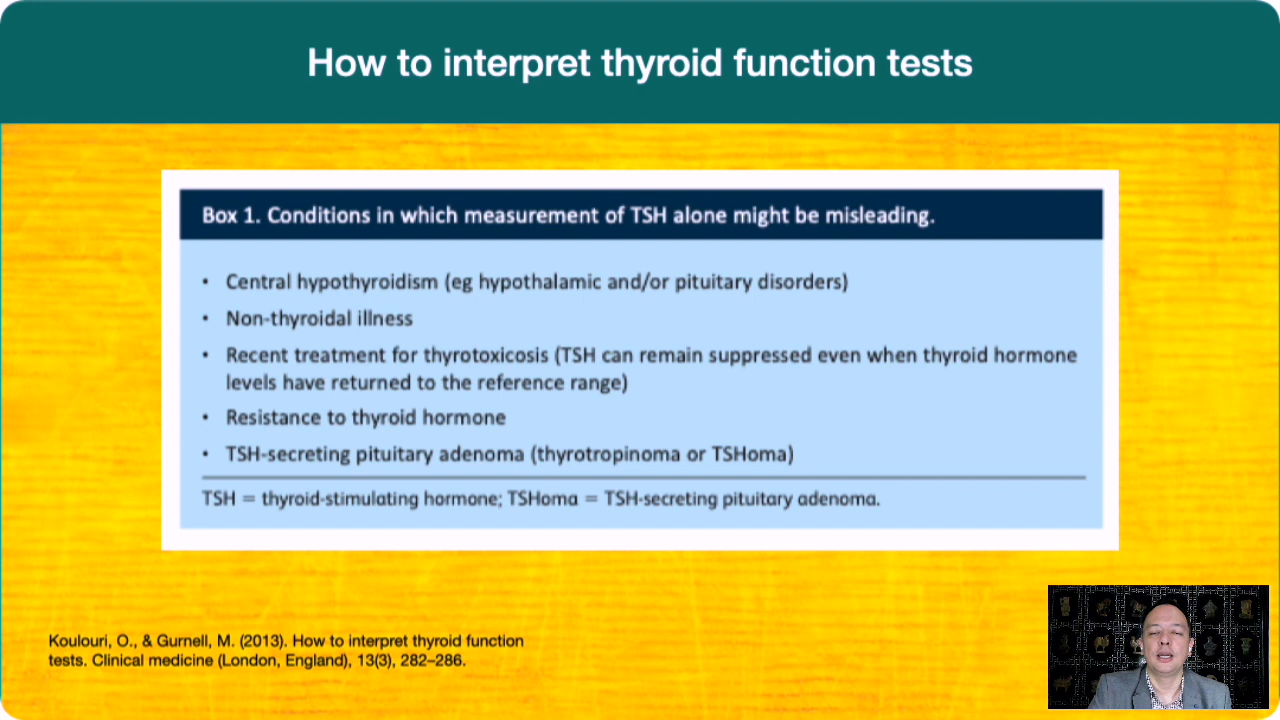 How to interpret thyroid function tests
Box 1. Conditions in which measurement of TSH alone might be misleading.
• Central hypothyroidism (eg hypothalamic and/or pituitary disorders)
• Non-thyroidal illness
• Recent treatment for thyrotoxicosis (TSH can remain suppressed even when thyroid hormone
levels have returned to the reference range)
• Resistance to thyroid hormone
• TSH-secreting pituitary adenoma (thyrotropinoma or TSHoma)
TSH = thyroid-stimulating hormone; TSHoma = TSH-secreting pituitary adenoma.
Koulouri, O., & Gurnell, M. (2013). How to interpret thyroid function
tests. Clinical medicine (London, England), 13(3), 282–286.